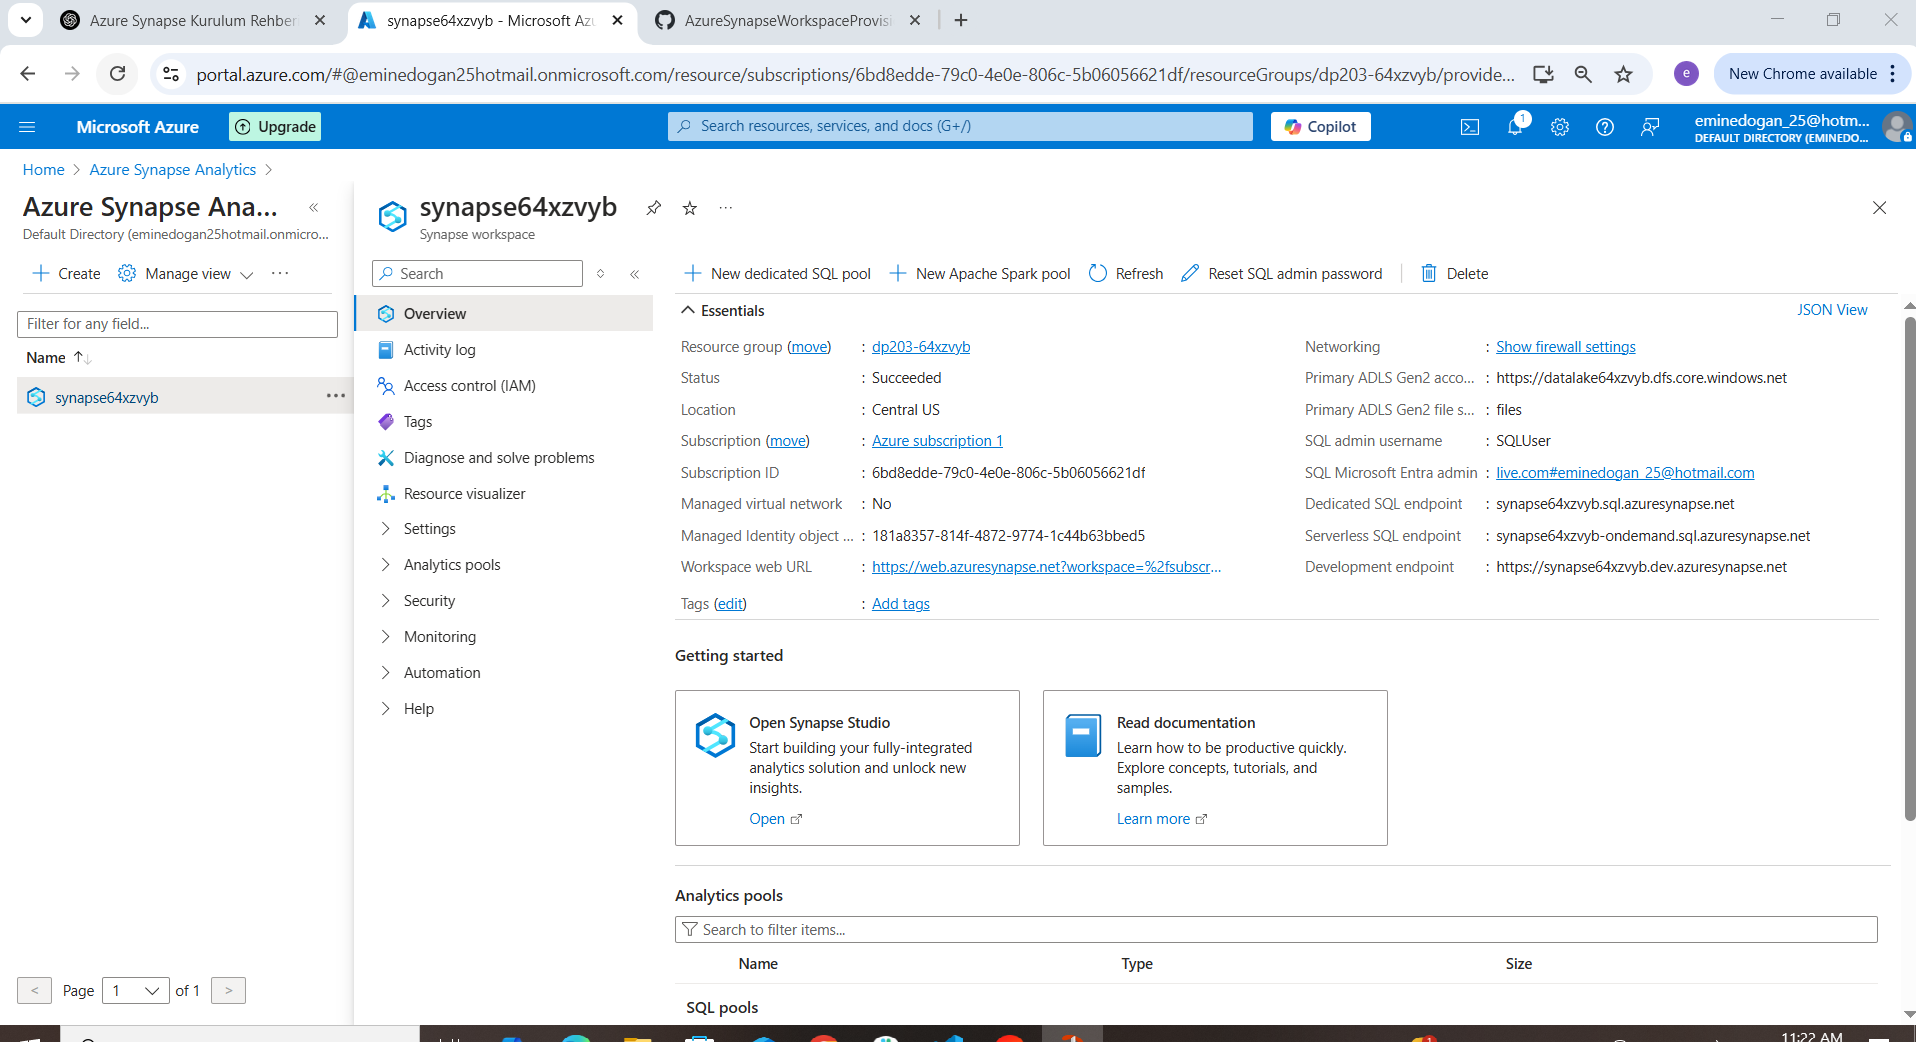 Azure Synapse Kurulum Rehber
synapse64xzvyb - Microsoft Azu
AzureSynapseWorkspaceProvisi
portal.azure.com/#@eminedogan25hotmail.onmicrosoft.com/resource/subscriptions/6bd8edde-79c0-4e0e-806c-5b06056621df/resourceGroups/dp203-64xzvyb/provide...
e
New Chrome available
Microsoft Azure
Upgrade
Search resources, services, and docs (G+/)
Copilot
1
eminedogan_25@hotm...
DEFAULT DIRECTORY (EMINEDO...
Home > Azure Synapse Analytics >
Azure Synapse Ana...
Default Directory (eminedogan25hotmail.onmicro...
Create
Manage view
Filter for any field...
Name
synapse64xzvyb
< Page 1 of 1 >
synapse64xzvyb
Synapse workspace
Search
Overview
Activity log
Access control (IAM)
Tags
Diagnose and solve problems
Resource visualizer
Settings
Analytics pools
Security
Monitoring
Automation
Help
New dedicated SQL pool
New Apache Spark pool
Refresh
Reset SQL admin password
Delete
Essentials
JSON View
Resource group (move) : dp203-64xzvyb
Status : Succeeded
Location : Central US
Subscription (move) : Azure subscription 1
Subscription ID : 6bd8edde-79c0-4e0e-806c-5b06056621df
Managed virtual network : No
Managed Identity object ... : 181a8357-814f-4872-9774-1c44b63bbed5
Workspace web URL : https://web.azuresynapse.net?workspace=%2fsubscr...
Tags (edit) : Add tags
Networking : Show firewall settings
Primary ADLS Gen2 acco... : https://datalake64xzvyb.dfs.core.windows.net
Primary ADLS Gen2 file s... : files
SQL admin username : SQLUser
SQL Microsoft Entra admin : live.com#eminedogan_25@hotmail.com
Dedicated SQL endpoint : synapse64xzvyb.sql.azuresynapse.net
Serverless SQL endpoint : synapse64xzvyb-ondemand.sql.azuresynapse.net
Development endpoint : https://synapse64xzvyb.dev.azuresynapse.net
Getting started
Open Synapse Studio
Start building your fully-integrated
analytics solution and unlock new
insights.
Open
Read documentation
Learn how to be productive quickly.
Explore concepts, tutorials, and
samples.
Learn more
Analytics pools
Search to filter items...
Name Type Size
SQL pools
11:22 AM